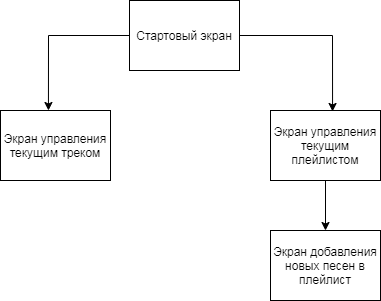 Стартовый экран
Экран управления
текущим треком
Экран управления
текущим
плейлистом
Экран добавления
новых песен в
плейлист